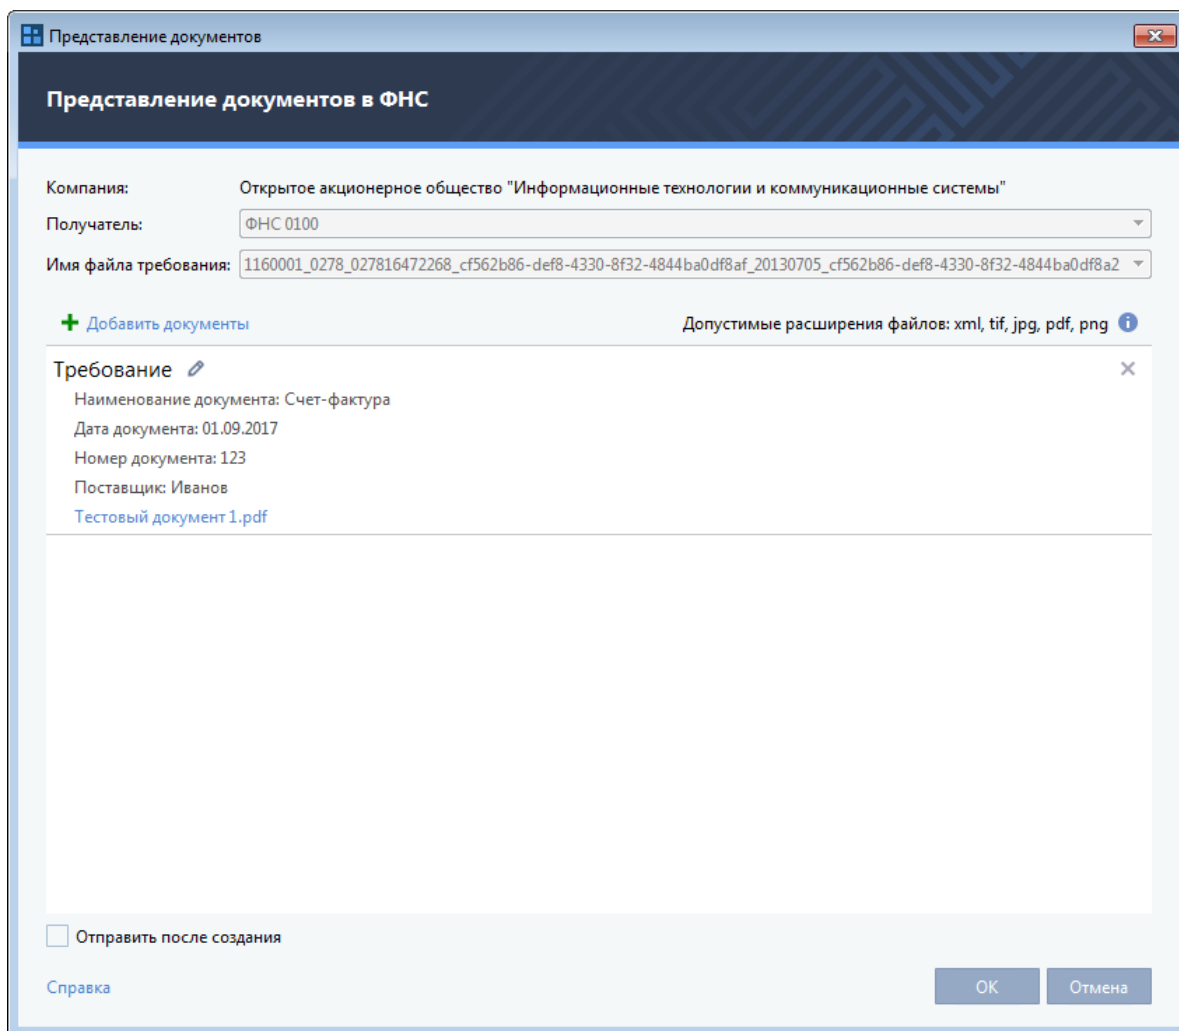 Представление документов
Представление документов в ФНС
Компания: Открытое акционерное общество "Информационные технологии и коммуникационные системы"
Получатель: ФНС 0100
Имя файла требования: 1160001_0278_027816472268_cf562b86-def8-4330-8f32-4844ba0df8af_20130705_cf562b86-def8-4330-8f32-4844ba0df8a2
Добавить документы Допустимые расширения файлов: xml, tif, jpg, pdf, png
Требование
Наименование документа: Счет-фактура
Дата документа: 01.09.2017
Номер документа: 123
Поставщик: Иванов
Тестовый документ 1.pdf
Отправить после создания
Справка ОК Отмена